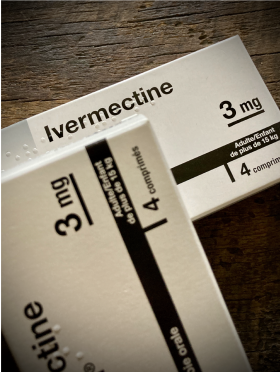 Ivermectine
3 mg
Adulte/Enfant
de plus de 15 kg
4 comprim
3 mg
Adulte/Enfant
de plus de 15 kg
4 comprimés
ctine
®
orale